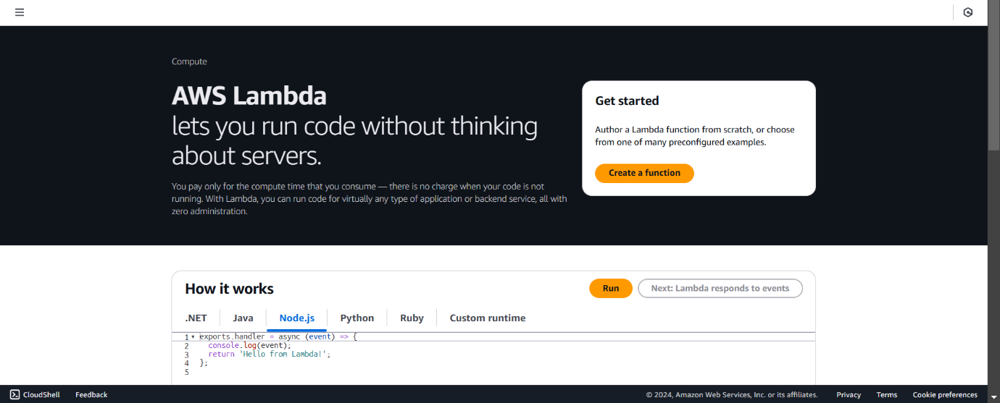 Compute
AWS Lambda
lets you run code without thinking
about servers.
You pay only for the compute time that you consume — there is no charge when your code is not
running. With Lambda, you can run code for virtually any type of application or backend service, all with
zero administration.
Get started
Author a Lambda function from scratch, or choose
from one of many preconfigured examples.
Create a function
How it works
Run
Next: Lambda responds to events
.NET
Java
Node.js
Python
Ruby
Custom runtime
1 exports.handler = async (event) => {
2   console.log(event);
3   return 'Hello from Lambda!';
4 };
5
CloudShell
Feedback
© 2024, Amazon Web Services, Inc. or its affiliates.
Privacy
Terms
Cookie preferences